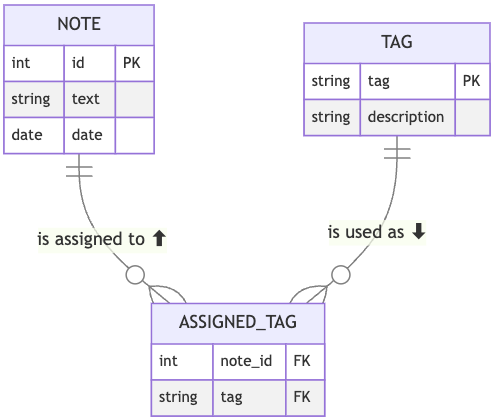 NOTE
int id PK
string text
date date
TAG
string tag PK
string description
is assigned to ⬆
is used as ⬇
ASSIGNED_TAG
int note_id FK
string tag FK